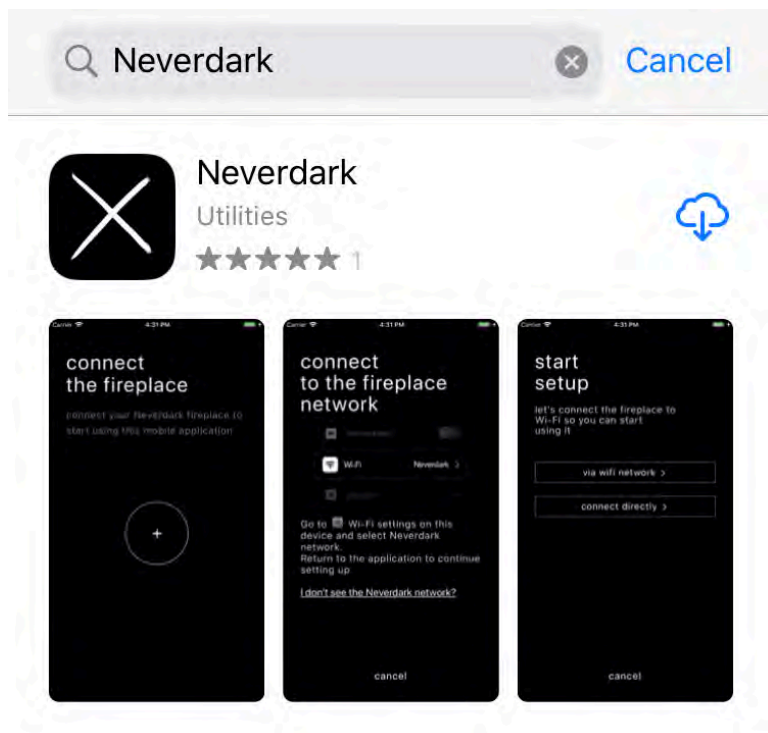 Neverdark
Cancel
Neverdark
Utilities
1
Carrier 4:31 PM
connect
the fireplace
connect your Neverdark fireplace to
start using this mobile application
+
Carrier 4:31 PM
connect
to the fireplace
network
Wi-Fi Neverdark >
Go to Wi-Fi settings on this
device and select Neverdark
network.
Return to the application to continue
setting up
I don't see the Neverdark network?
cancel
Carrier 4:31 PM
start
setup
let's connect the fireplace to
Wi-Fi so you can start
using it
via wifi network >
connect directly >
cancel